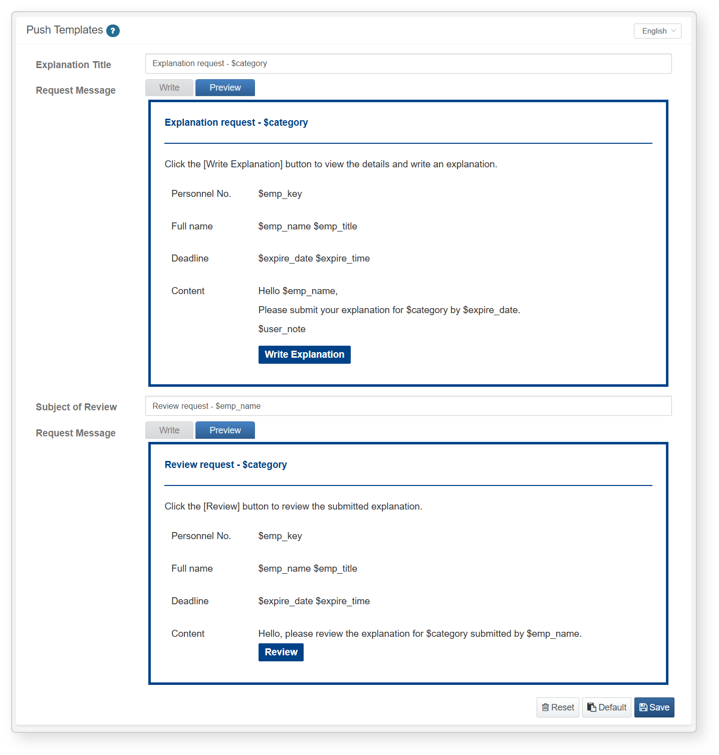 Push Templates ?
English
Explanation Title
Explanation request - $category
Request Message
Write
Preview
Explanation request - $category
Click the [Write Explanation] button to view the details and write an explanation.
Personnel No. $emp_key
Full name $emp_name $emp_title
Deadline $expire_date $expire_time
Content Hello $emp_name,
Please submit your explanation for $category by $expire_date.
$user_note
Write Explanation
Subject of Review
Review request - $emp_name
Request Message
Write
Preview
Review request - $category
Click the [Review] button to review the submitted explanation.
Personnel No. $emp_key
Full name $emp_name $emp_title
Deadline $expire_date $expire_time
Content Hello, please review the explanation for $category submitted by $emp_name.
Review
Reset
Default
Save